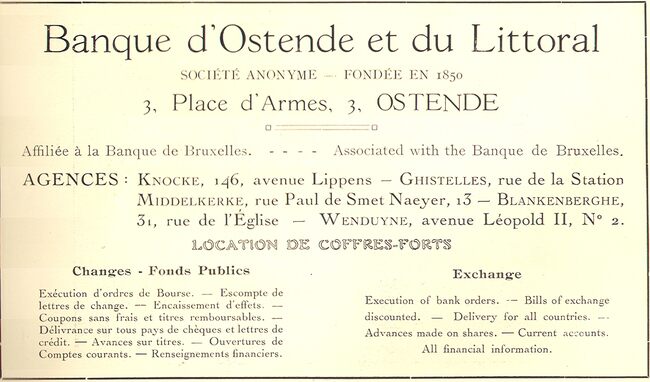 Banque d'Ostende et du Littoral
SOCIÉTÉ ANONYME — FONDÉE EN 1850
3, Place d'Armes, 3, OSTENDE
Affiliée à la Banque de Bruxelles. - - - - Associated with the Banque de Bruxelles.
AGENCES : KNOCKE, 146, avenue Lippens — GHISTELLES, rue de la Station
MIDDELKERKE, rue Paul de Smet Naeyer, 13 — BLANKENBERGHE,
31, rue de l'Église — WENDUYNE, avenue Léopold II, N° 2.
LOCATION DE COFFRES-FORTS
Changes - Fonds Publics
Exécution d'ordres de Bourse. — Escompte de
lettres de change. — Encaissement d'effets. —
Coupons sans frais et titres remboursables. —
Délivrance sur tous pays de chèques et lettres de
crédit. — Avances sur titres. — Ouvertures de
Comptes courants. — Renseignements financiers.
Exchange
Execution of bank orders. — Bills of exchange
discounted. — Delivery for all countries. —
Advances made on shares. — Current accounts.
All financial information.